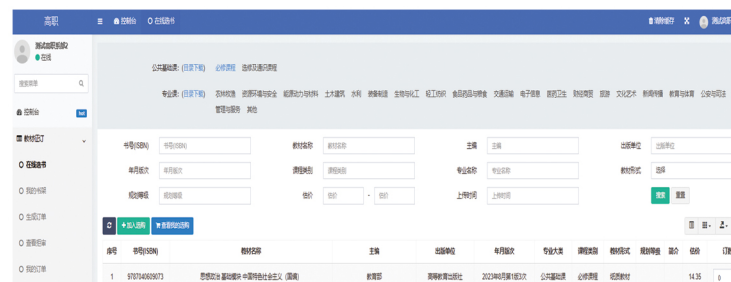 高职
控制台 在线选书
清除缓存
在线
搜索菜单
控制台 hot
教材征订
在线选书
我的书架
生成订单
查看拒审
我的订单
公共基础课: (目录下载) 必修课程 选修及通识课程
专业课: (目录下载) 农林牧渔 资源环境与安全 能源动力与材料 土木建筑 水利 装备制造 生物与化工 轻工纺织 食品药品与粮食 交通运输 电子信息 医药卫生 财经商贸 旅游 文化艺术 新闻传播 教育与体育 公安与司法
管理与服务 其他
书号(ISBN) 书号(ISBN) 教材名称 教材名称 主编 主编 出版单位 出版单位
年月版次 年月版次 课程类别 课程类别 专业名称 专业名称 教材形式 选择
规划等级 规划等级 估价 估价 - 估价 上传时间 上传时间 搜索 重置
加入选购 查看我的选购
序号 书号(ISBN) 教材名称 主编 出版单位 年月版次 专业大类 课程类别 教材形式 规划等级 简介 估价
1 9787040609073 思想政治 基础模块 中国特色社会主义 (国编) 教育部 高等教育出版社 2023年8月第1版3次 公共基础课 必修课程 纸质教材 14.35 0